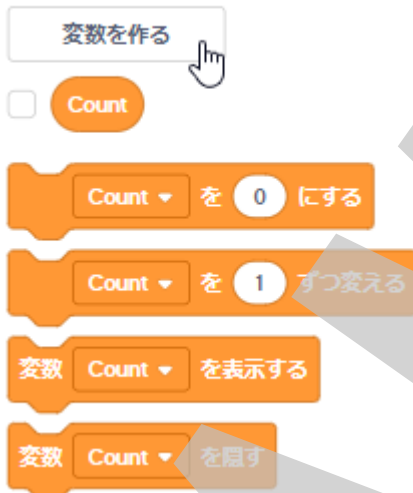 変数を作る
Count
Count を 0 にする
Count を 1 ずつ変える
変数 Count を表示する
変数 Count を隠す